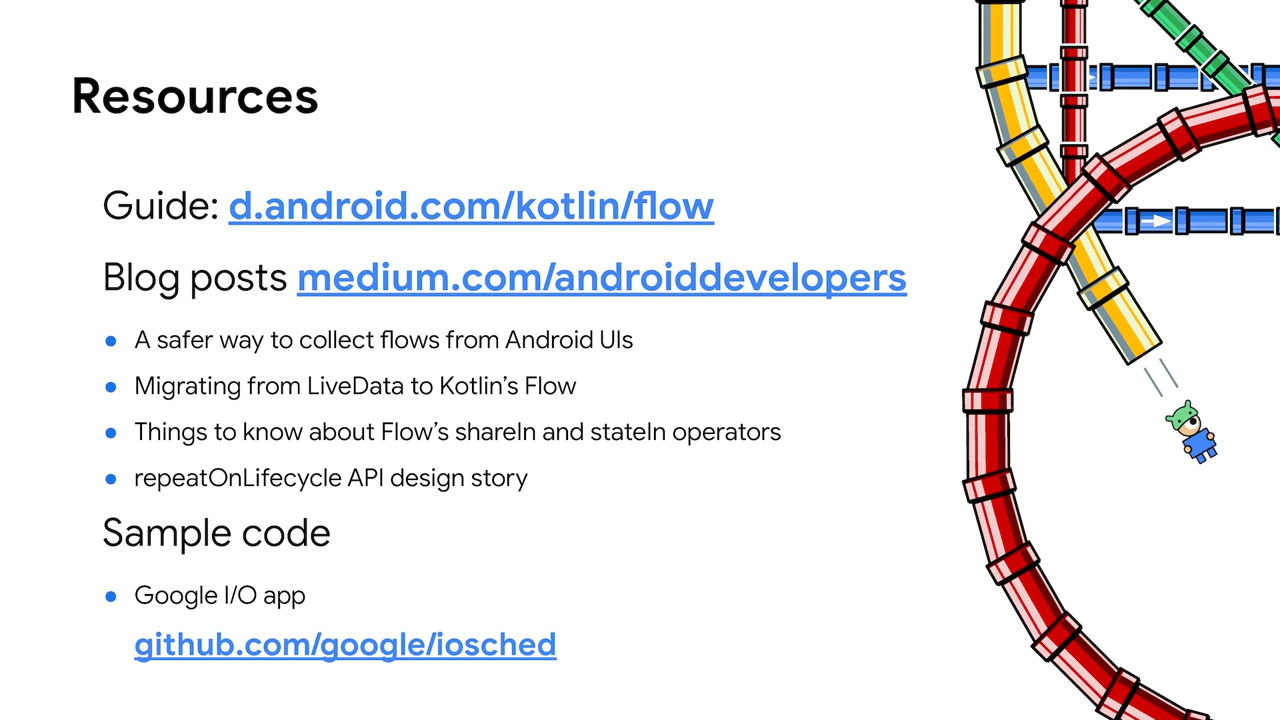 Resources
Guide: d.android.com/kotlin/flow
Blog posts medium.com/androiddevelopers
● A safer way to collect flows from Android UIs
● Migrating from LiveData to Kotlin’s Flow
● Things to know about Flow’s shareIn and stateIn operators
● repeatOnLifecycle API design story
Sample code
● Google I/O app
github.com/google/iosched